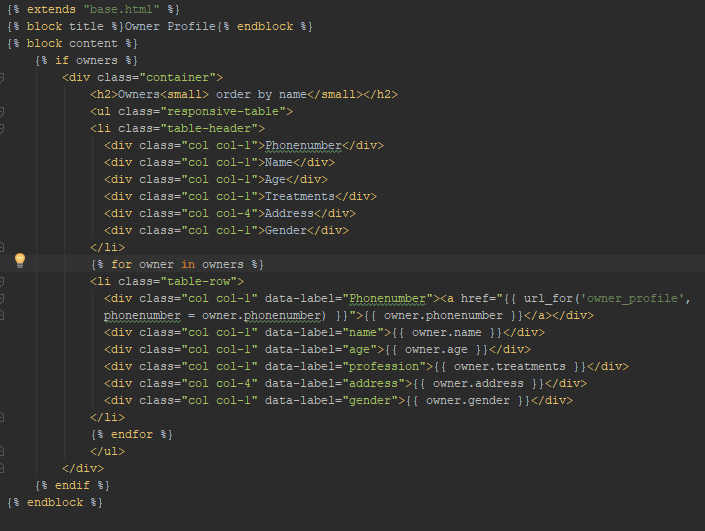 {% extends "base.html" %}
{% block title %}Owner Profile{% endblock %}
{% block content %}
{% if owners %}
<div class="container">
<h2>Owners<small> order by name</small></h2>
<ul class="responsive-table">
<li class="table-header">
<div class="col col-1">Phonenumber</div>
<div class="col col-1">Name</div>
<div class="col col-1">Age</div>
<div class="col col-1">Treatments</div>
<div class="col col-4">Address</div>
<div class="col col-1">Gender</div>
</li>
{% for owner in owners %}
<li class="table-row">
<div class="col col-1" data-label="Phonenumber"><a href="{{ url_for('owner_profile',
phonenumber = owner.phonenumber) }}">{{ owner.phonenumber }}</a></div>
<div class="col col-1" data-label="name">{{ owner.name }}</div>
<div class="col col-1" data-label="age">{{ owner.age }}</div>
<div class="col col-1" data-label="profession">{{ owner.treatments }}</div>
<div class="col col-4" data-label="address">{{ owner.address }}</div>
<div class="col col-1" data-label="gender">{{ owner.gender }}</div>
</li>
{% endfor %}
</ul>
</div>
{% endif %}
{% endblock %}